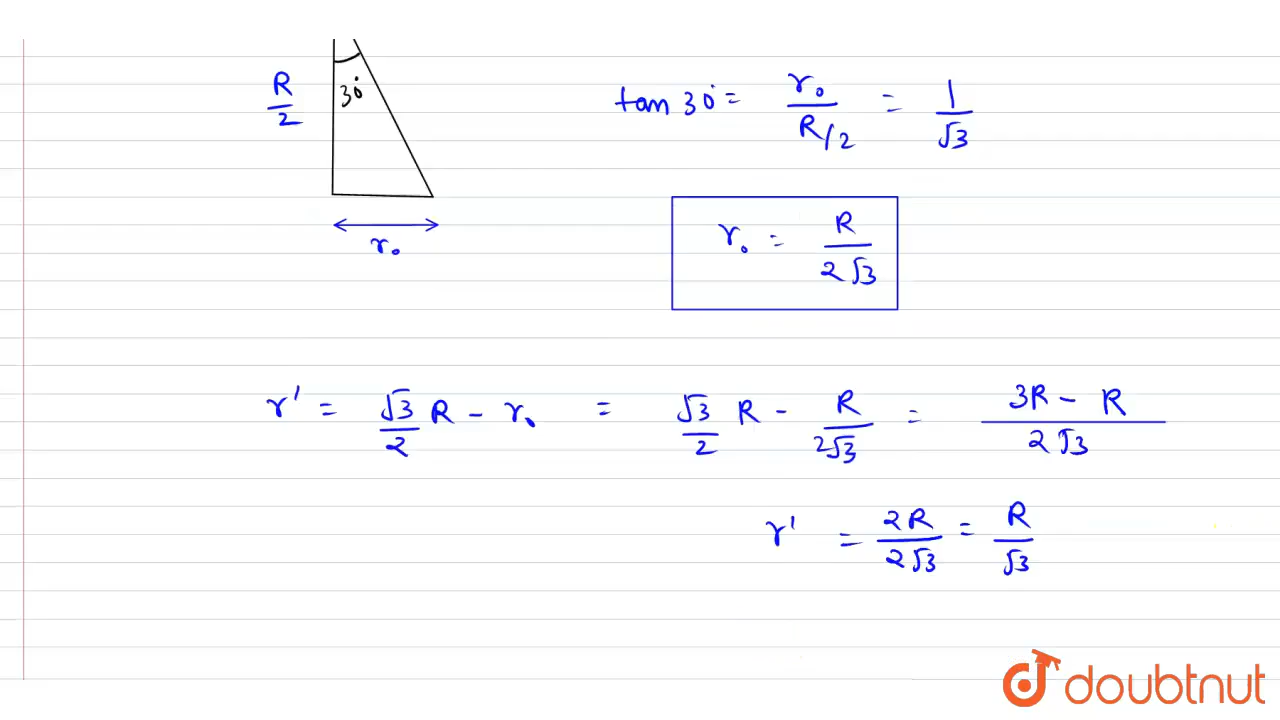 R/2
30°
tan 30° = r₀/(R/2) = 1/√3
r₀ = R/(2√3)
r₀
r' = √3/2 R - r₀ = √3/2 R - R/(2√3) = (3R - R)/(2√3)
r' = 2R/(2√3) = R/√3
doubtnut